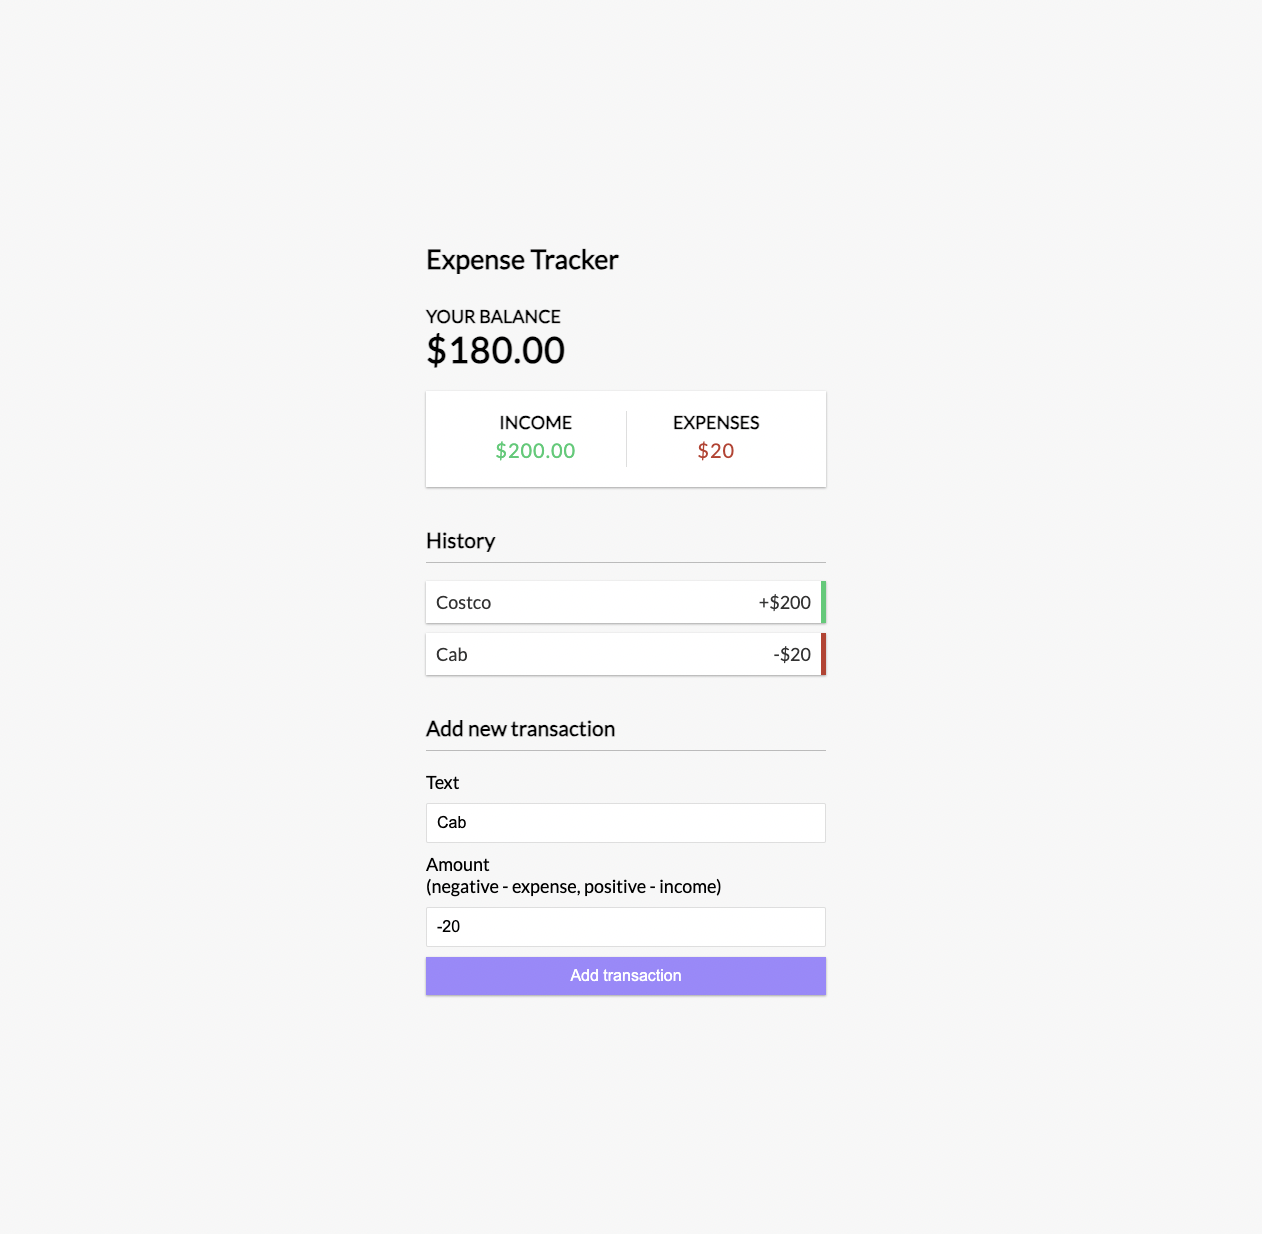 Expense Tracker
YOUR BALANCE
$180.00
INCOME
$200.00
EXPENSES
$20
History
Costco +$200
Cab -$20
Add new transaction
Text
Cab
Amount
(negative - expense, positive - income)
-20
Add transaction